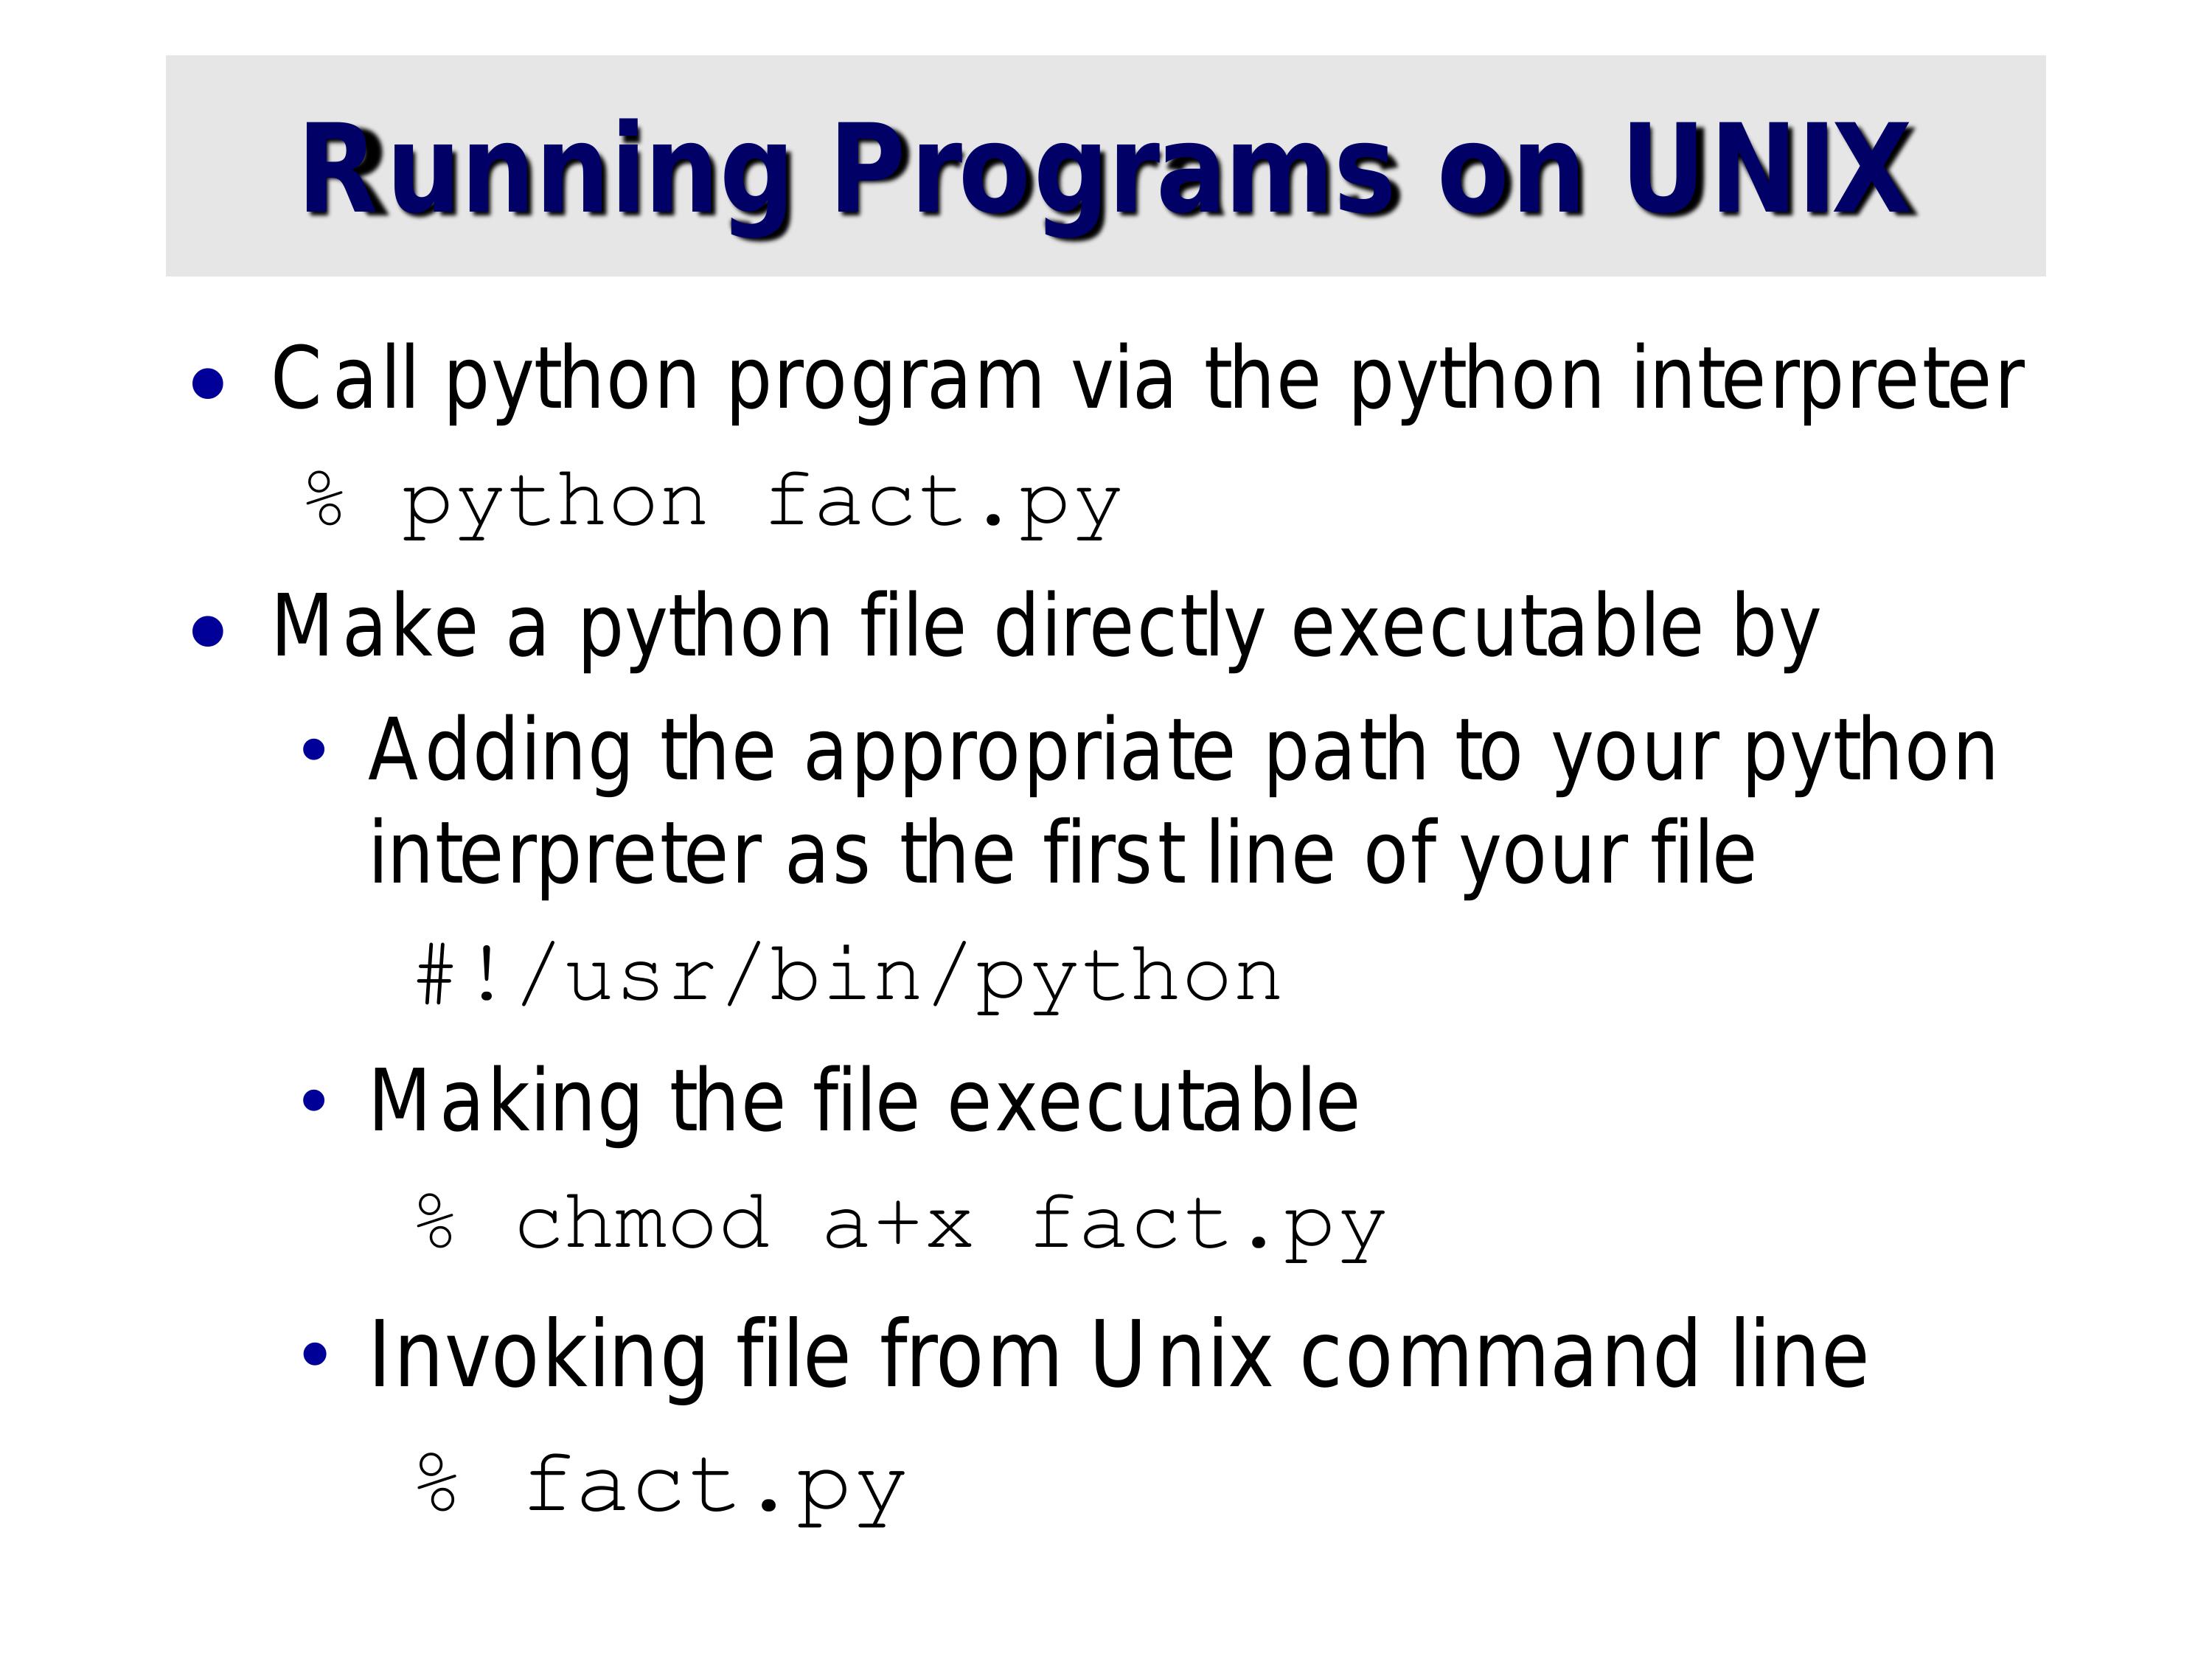 Running Programs on UNIX
• Call python program via the python interpreter
% python fact.py
• Make a python file directly executable by
• Adding the appropriate path to your python
interpreter as the first line of your file
#!/usr/bin/python
• Making the file executable
% chmod a+x fact.py
• Invoking file from Unix command line
% fact.py